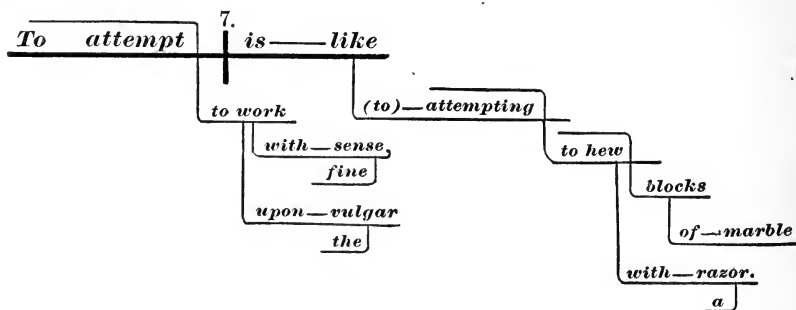 7.
To attempt is—like
(to)—attempting
to work
to hew
with—sense,
fine
blocks
upon—vulgar
of—marble
the
with—razor.
a